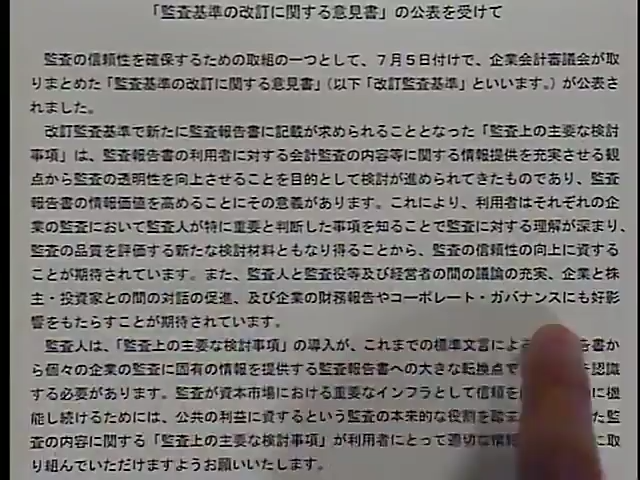 「監査基準の改訂に関する意見書」の公表を受けて
監査の信頼性を確保するための取組の一つとして、７月５日付けで、企業会計審議会が取
りまとめた「監査基準の改訂に関する意見書」（以下「改訂監査基準」といいます。）が公表さ
れました。
改訂監査基準で新たに監査報告書に記載が求められることとなった「監査上の主要な検討
事項」は、監査報告書の利用者に対する会計監査の内容等に関する情報提供を充実させる観
点から監査の透明性を向上させることを目的として検討が進められてきたものであり、監査
報告書の情報価値を高めることにその意義があります。これにより、利用者はそれぞれの企
業の監査において監査人が特に重要と判断した事項を知ることで監査に対する理解が深まり、
監査の品質を評価する新たな検討材料ともなり得ることから、監査の信頼性の向上に資する
ことが期待されています。また、監査人と監査役等及び経営者の間の議論の充実、企業と株
主・投資家との間の対話の促進、及び企業の財務報告やコーポレート・ガバナンスにも好影
響をもたらすことが期待されています。
監査人は、「監査上の主要な検討事項」の導入が、これまでの標準文言による 書か
ら個々の企業の監査に固有の情報を提供する監査報告書への大きな転換点で 認識
する必要があります。監査が資本市場における重要なインフラとして信頼を に機
能し続けるためには、公共の利益に資するという監査の本来的な役割を た監
査の内容に関する「監査上の主要な検討事項」が利用者にとって適切な情報 に取
り組んでいただけますようお願いいたします。